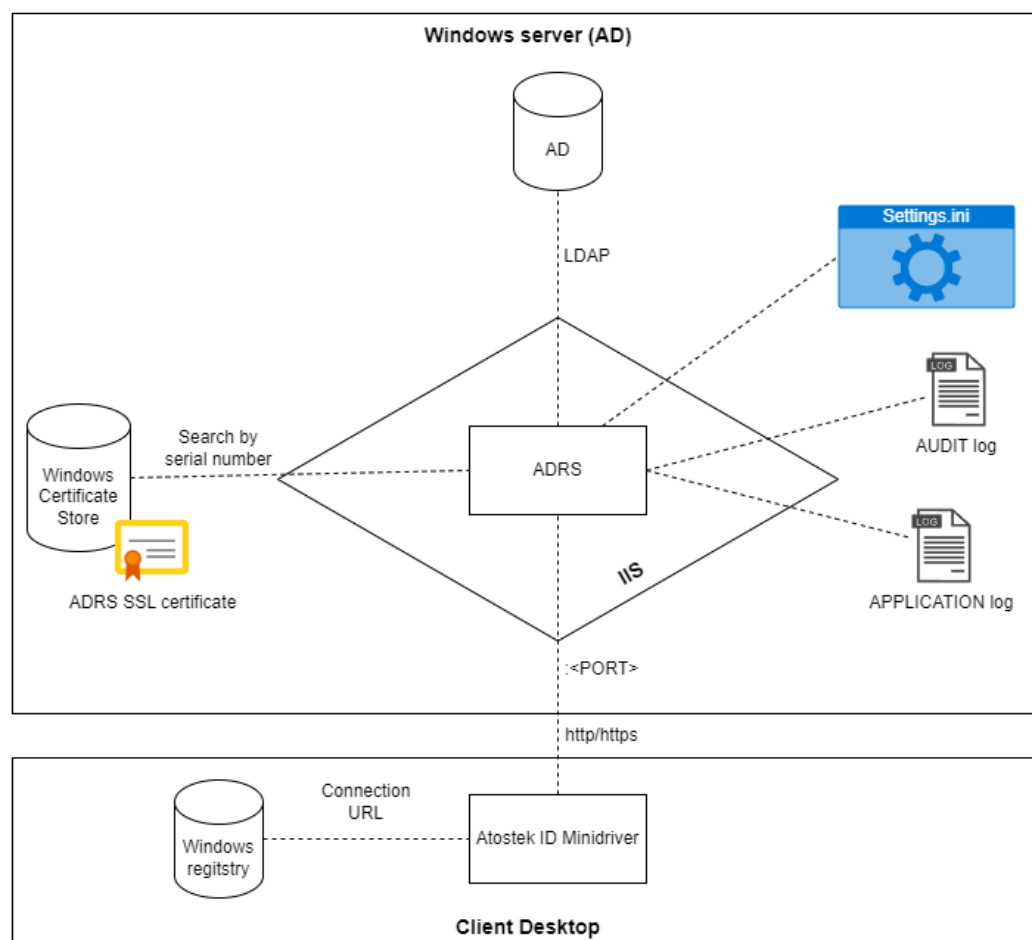 Windows server (AD)
AD
LDAP
Settings.ini
LOG
AUDIT log
Search by
serial number
Windows
Certificate
Store
ADRS
ADRS SSL certificate
IIS
LOG
APPLICATION log
:<PORT>
http/https
Connection
URL
Windows
regitstry
Atostek ID Minidriver
Client Desktop